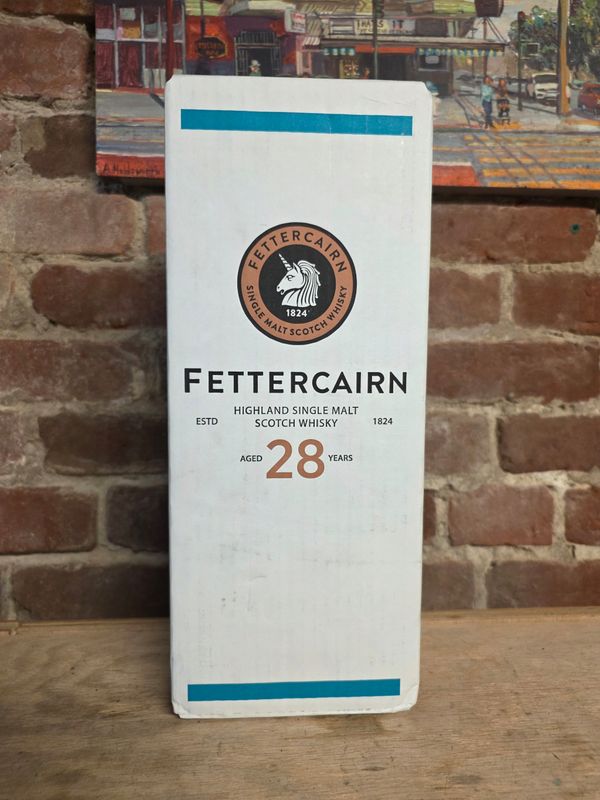 FETTERCAIRN
1824
SINGLE MALT SCOTCH WHISKY
FETTERCAIRN
HIGHLAND SINGLE MALT
ESTD SCOTCH WHISKY 1824
AGED 28 YEARS